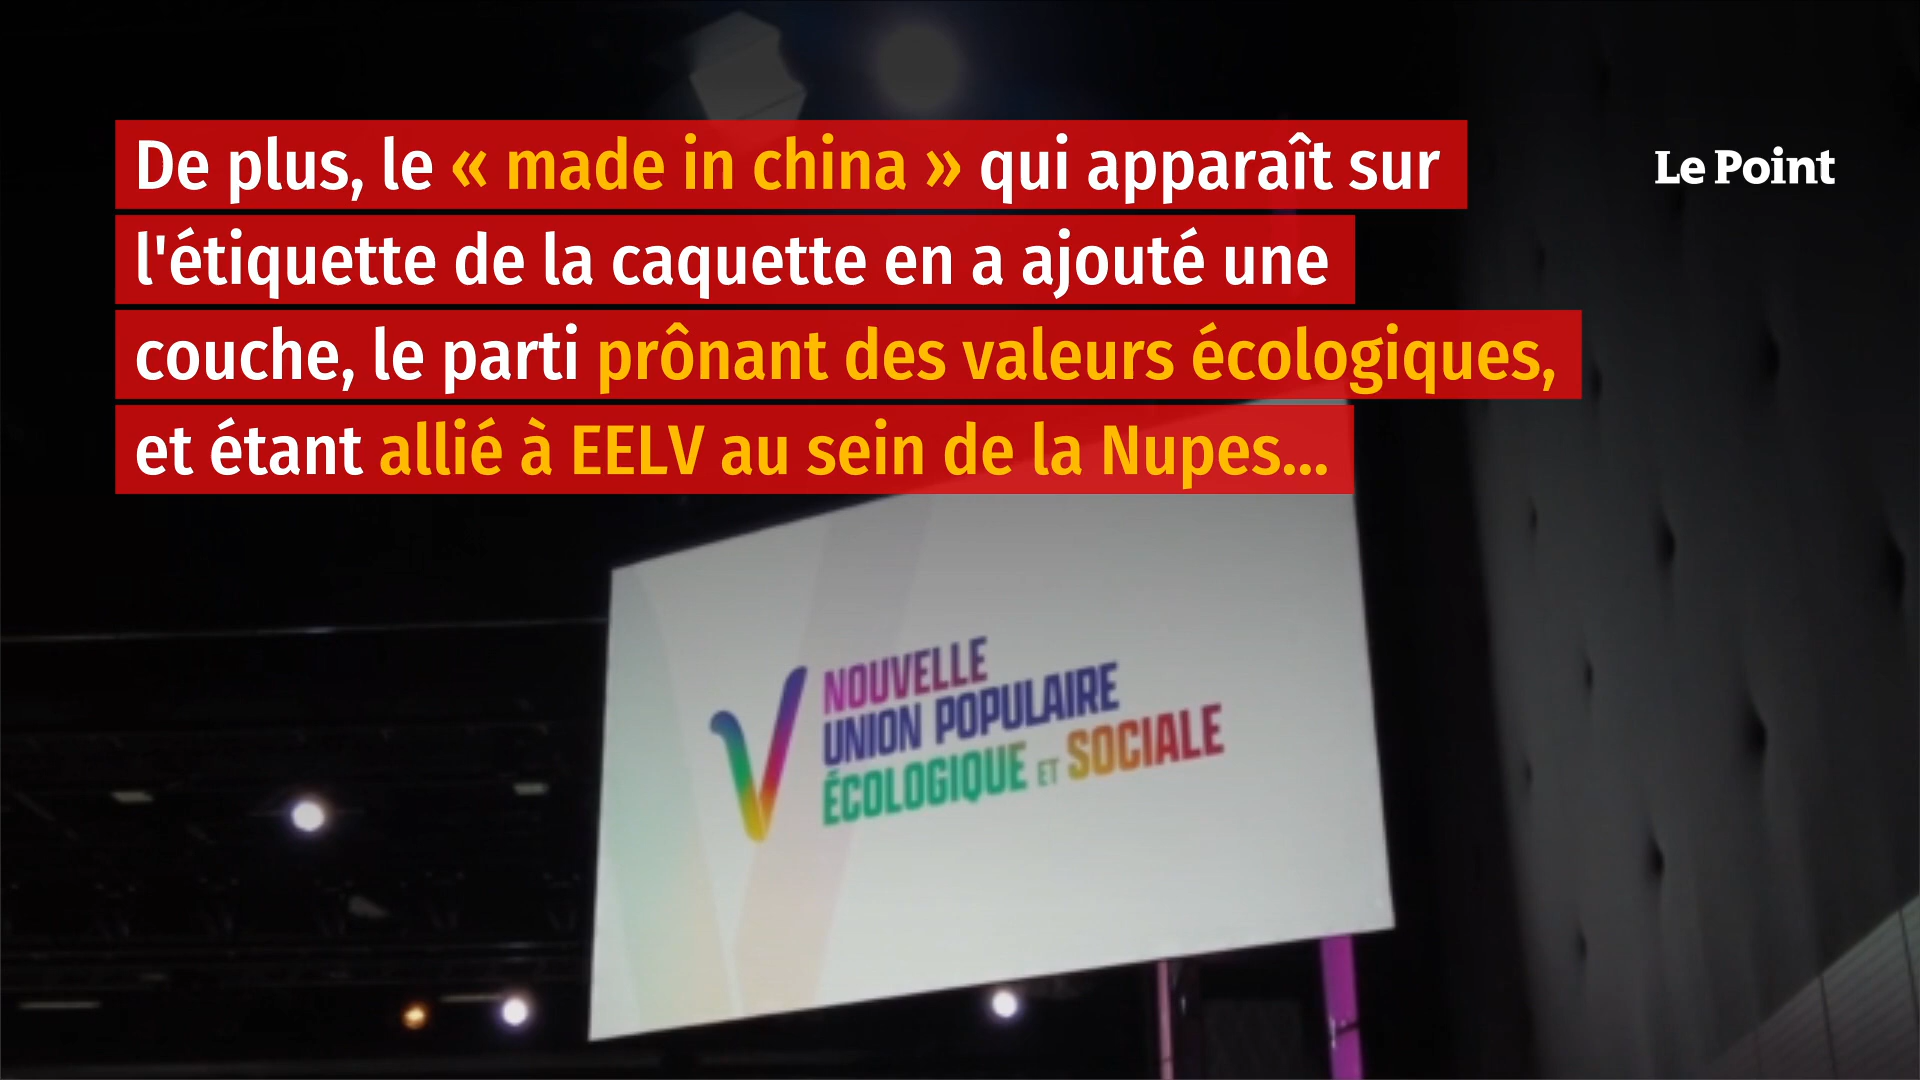 De plus, le « made in china » qui apparaît sur
Le Point
l'étiquette de la caquette en a ajouté une
couche, le parti prônant des valeurs écologiques,
et étant allié à EELV au sein de la Nupes...
NOUVELLE
UNION POPULAIRE
ÉCOLOGIQUE ET SOCIALE